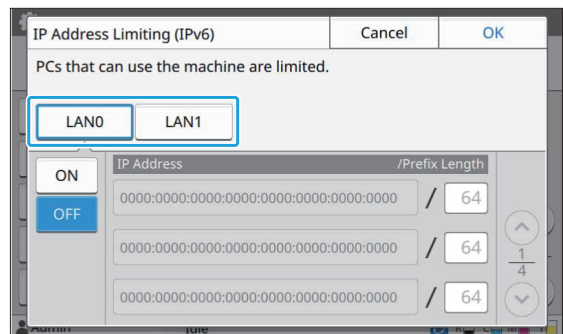 IP Address Limiting (IPv6) Cancel OK
PCs that can use the machine are limited.
LAN0 LAN1
IP Address /Prefix Length
ON
0000:0000:0000:0000:0000:0000:0000:0000 / 64
OFF
0000:0000:0000:0000:0000:0000:0000:0000 / 64
1
4
0000:0000:0000:0000:0000:0000:0000:0000 / 64
Admin Idle